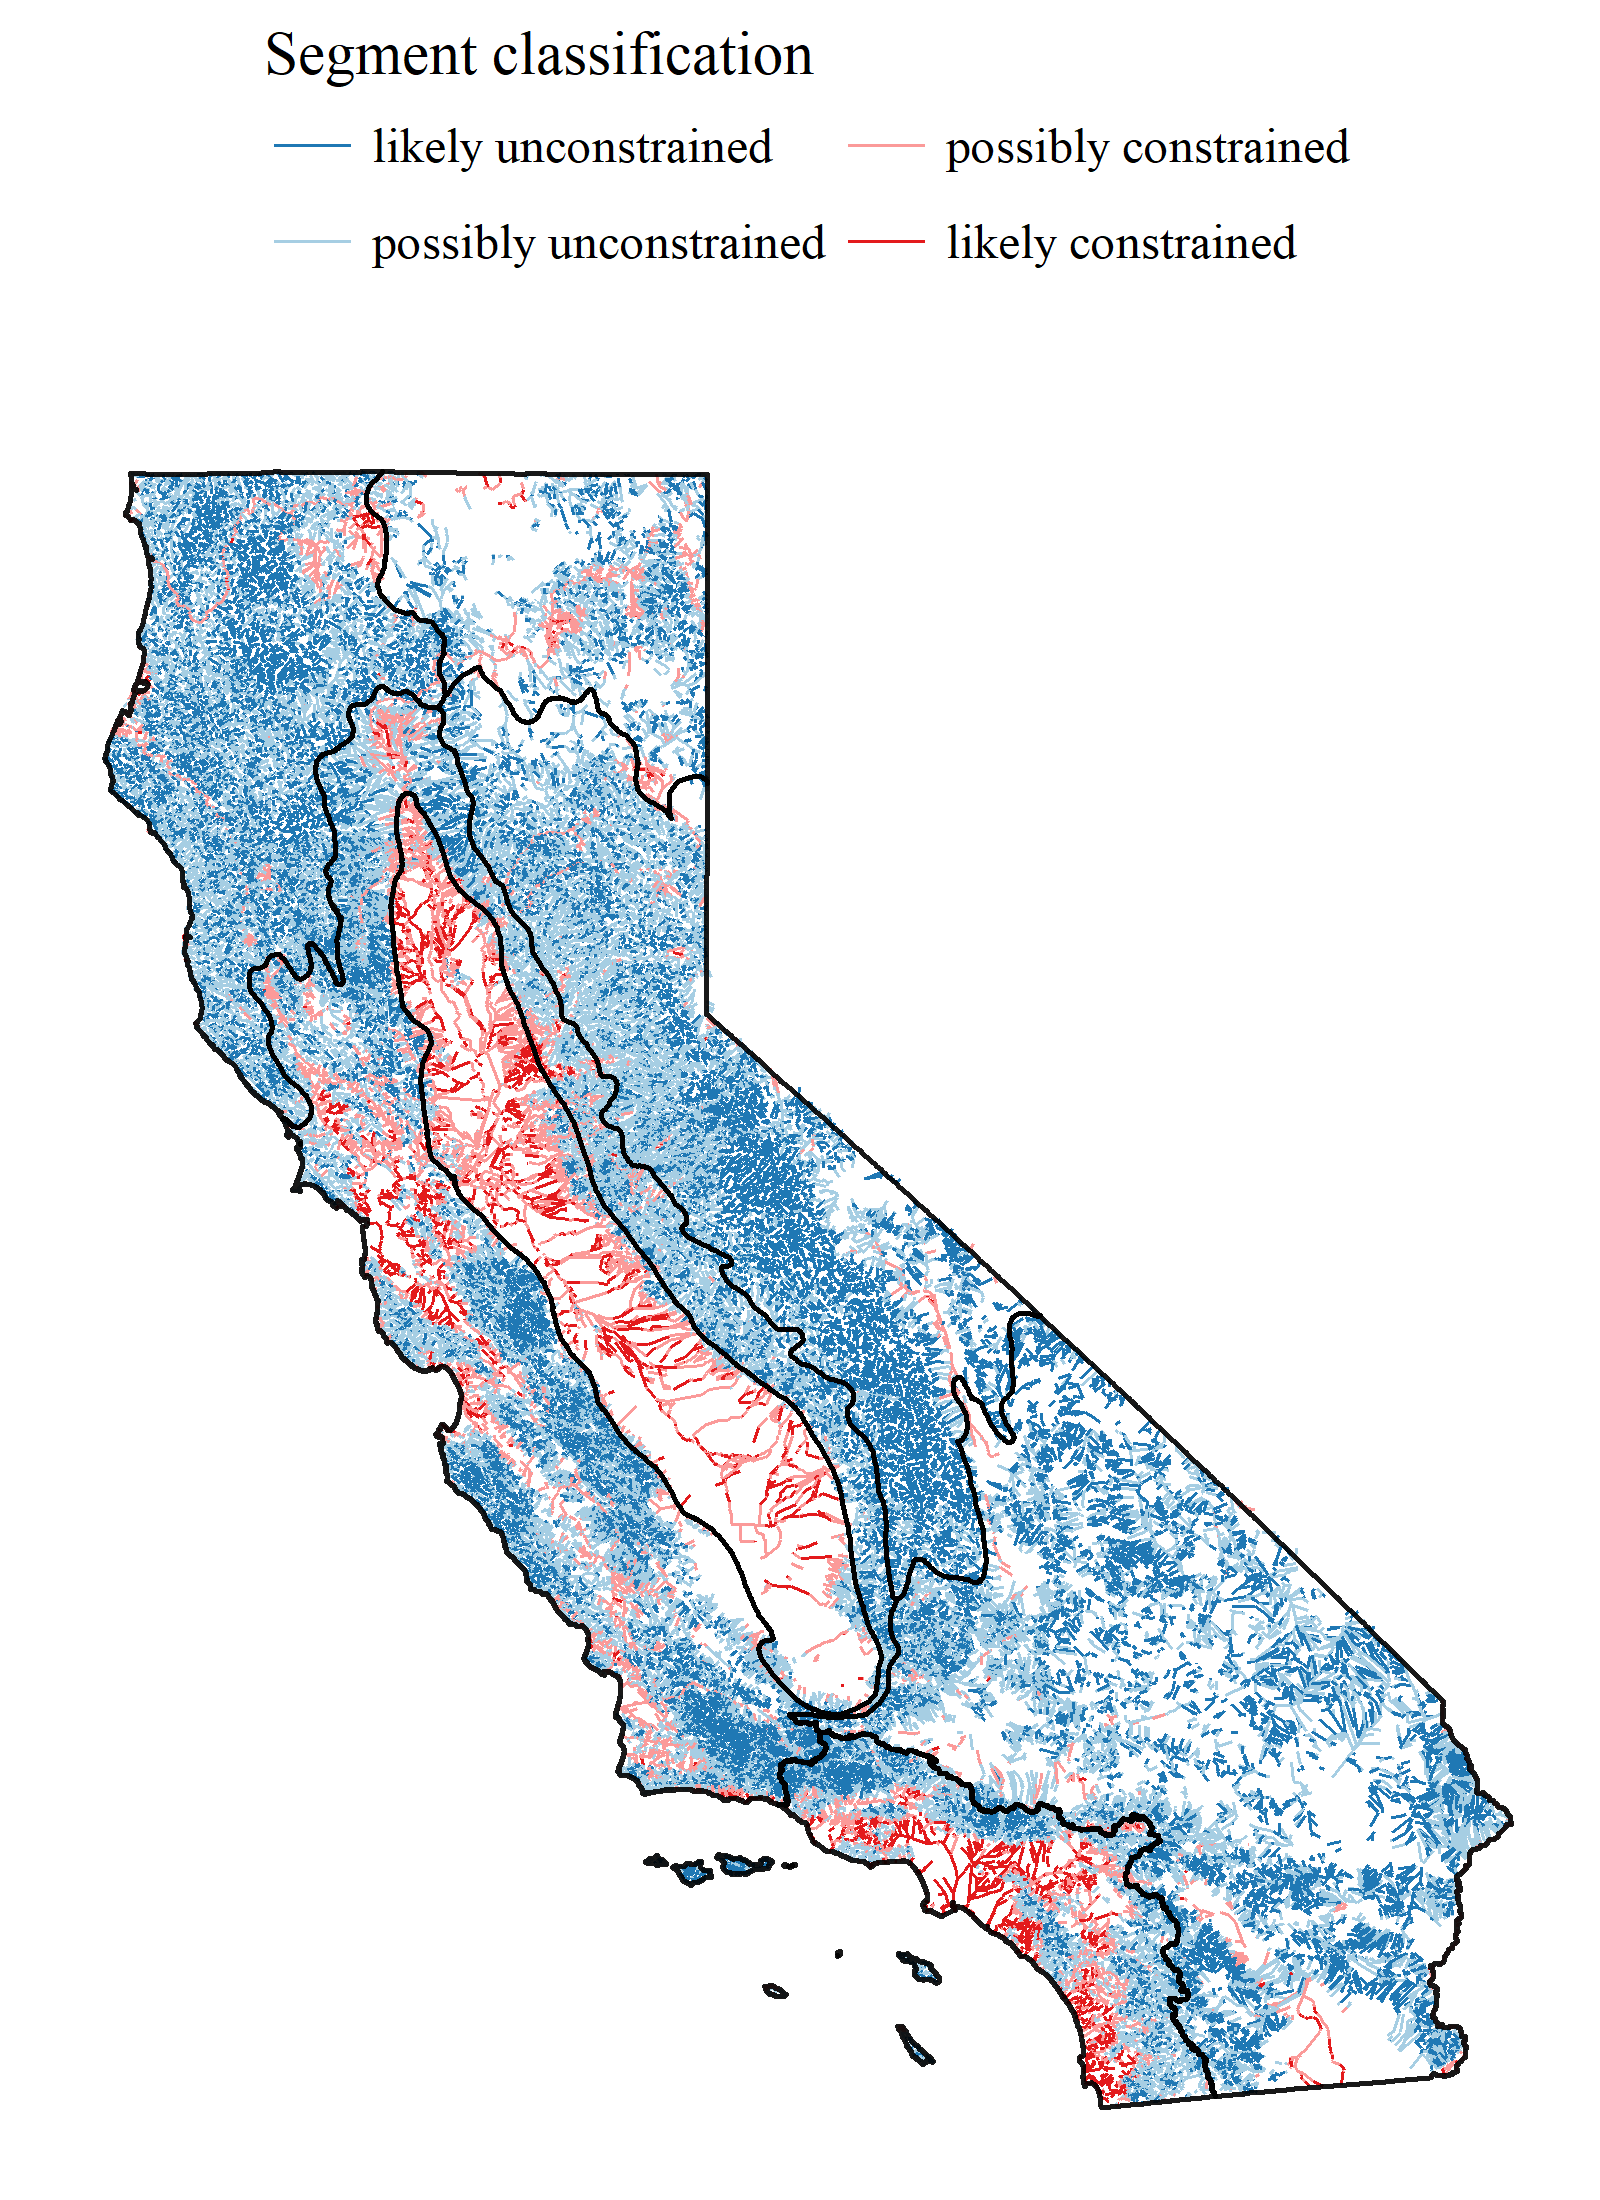 Segment classification
likely unconstrained
possibly constrained
possibly unconstrained
likely constrained